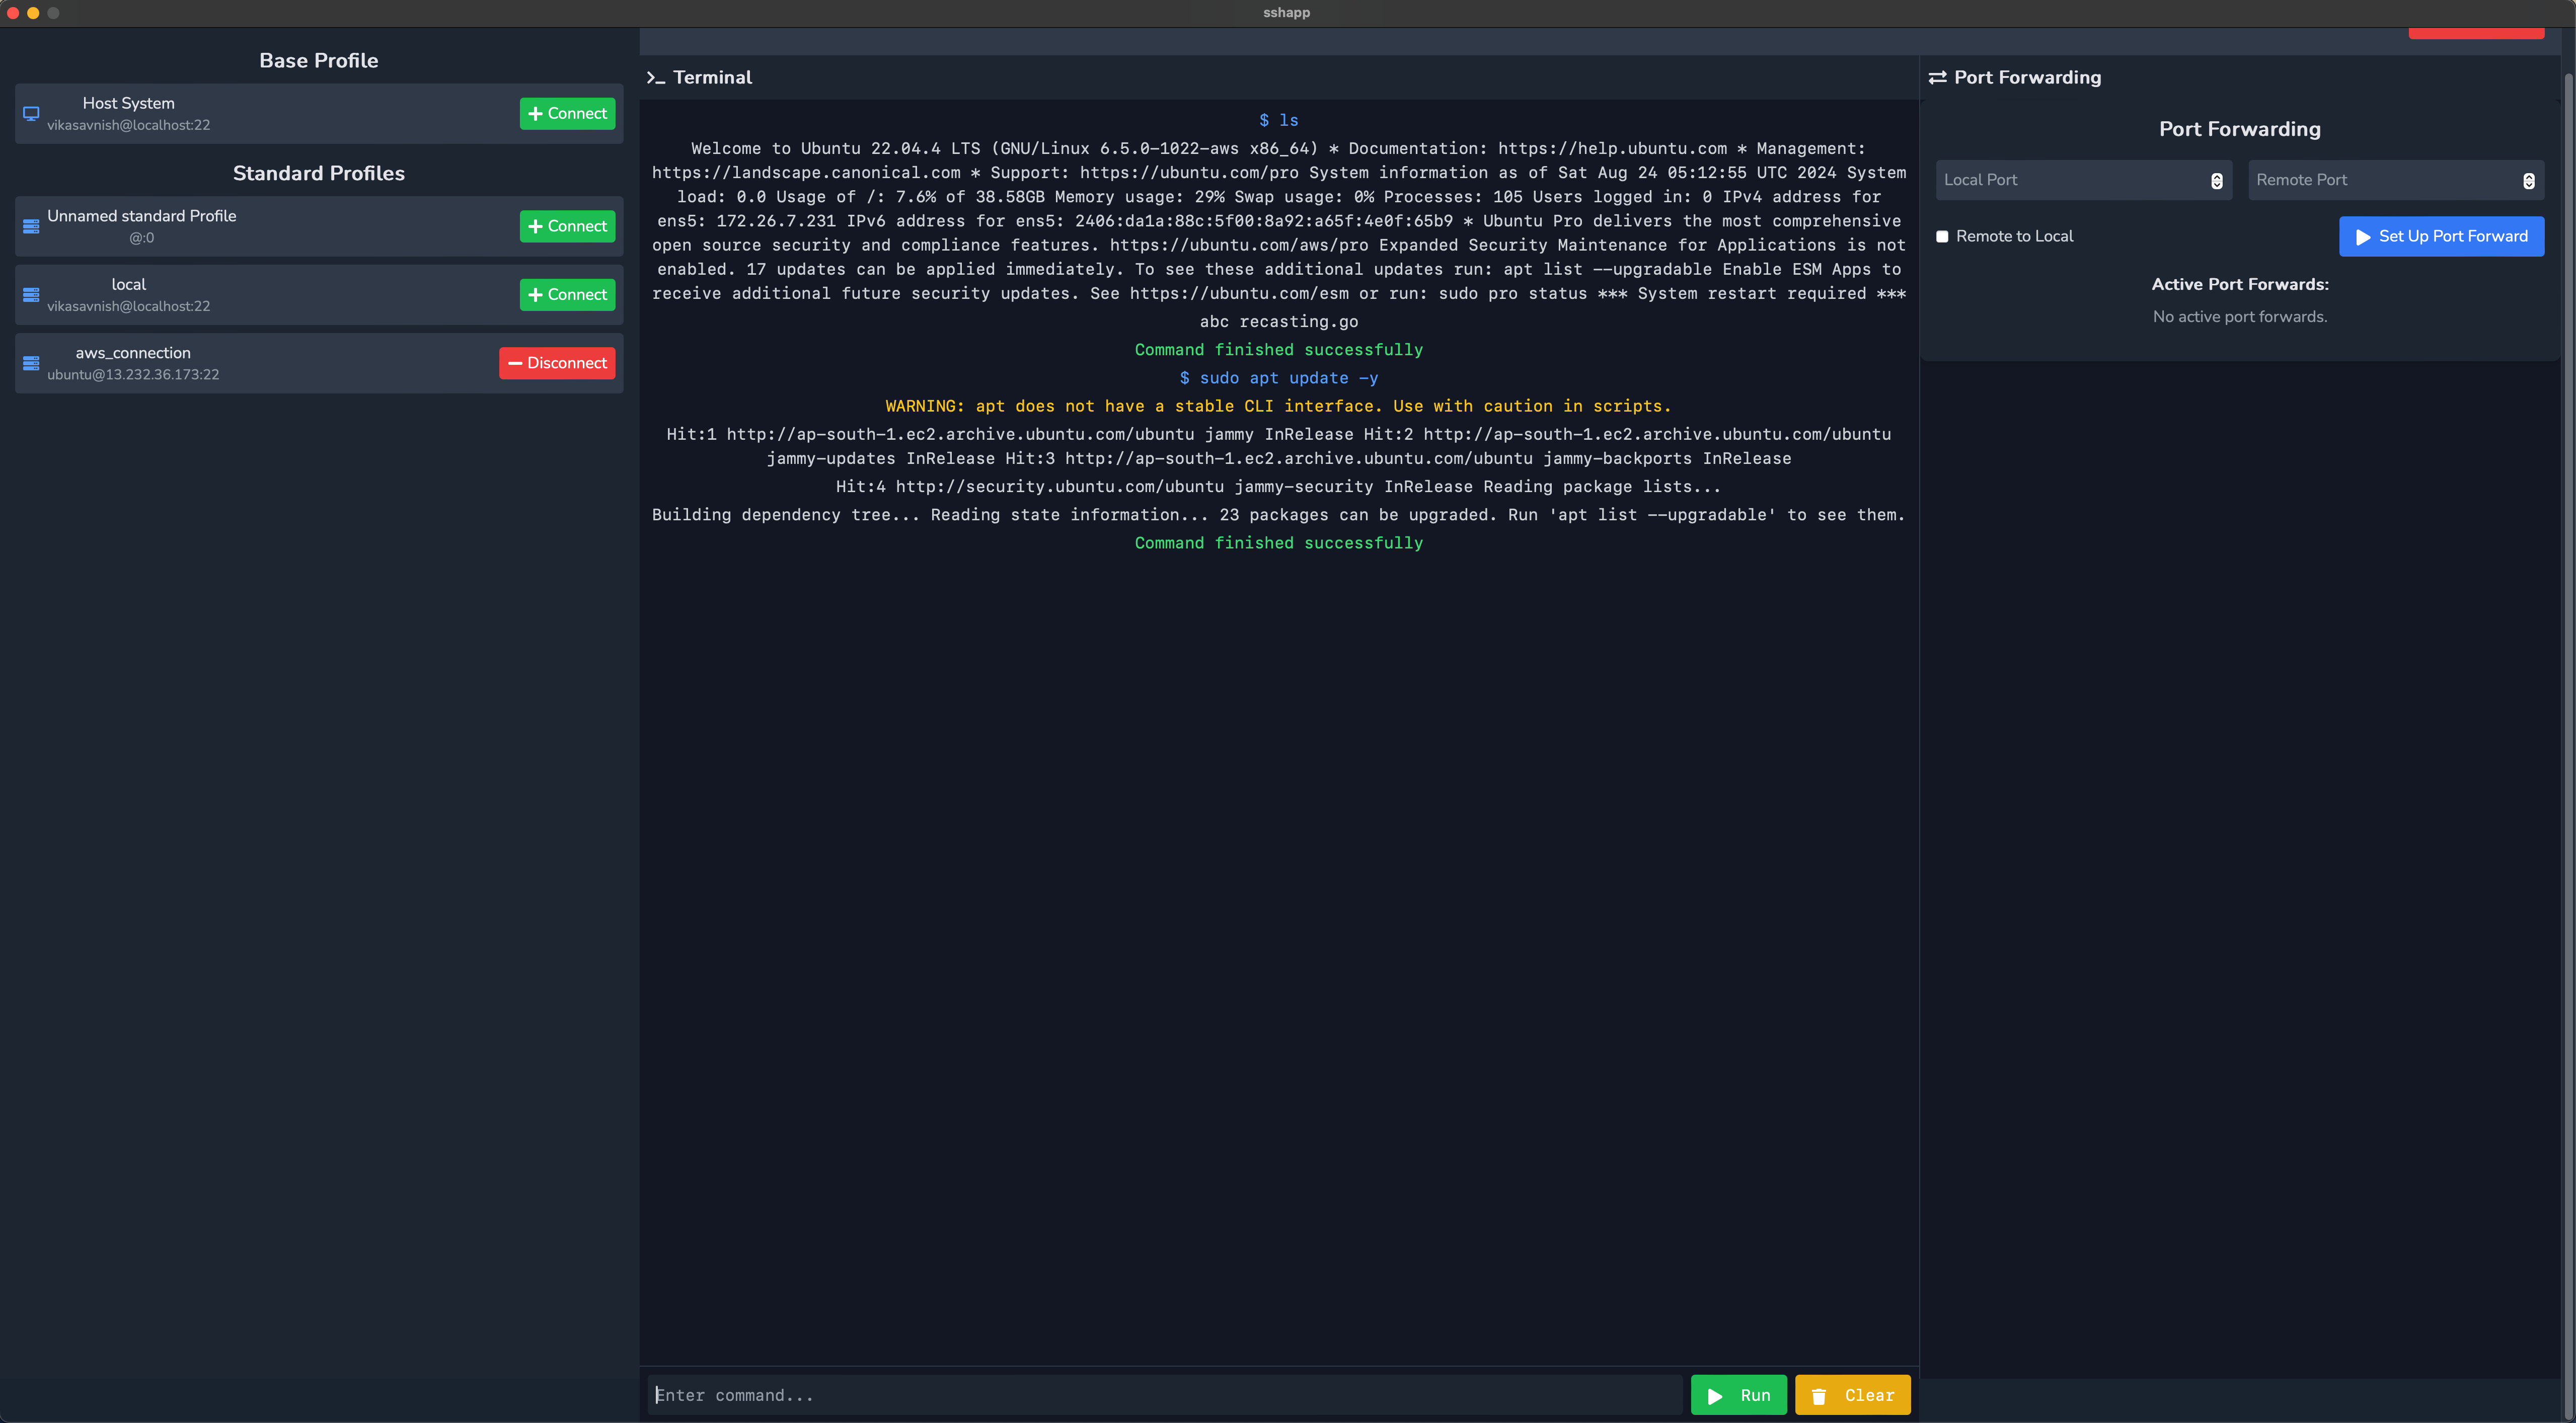 sshapp
Base Profile
Host System
vikasavnish@localhost:22
Connect
Standard Profiles
Unnamed standard Profile
@:0
Connect
local
vikasavnish@localhost:22
Connect
aws_connection
ubuntu@13.232.36.173:22
Disconnect
Terminal
$ ls
Welcome to Ubuntu 22.04.4 LTS (GNU/Linux 6.5.0-1022-aws x86_64) * Documentation: https://help.ubuntu.com * Management:
https://landscape.canonical.com * Support: https://ubuntu.com/pro System information as of Sat Aug 24 05:12:55 UTC 2024 System
load: 0.0 Usage of /: 7.6% of 38.58GB Memory usage: 29% Swap usage: 0% Processes: 105 Users logged in: 0 IPv4 address for
ens5: 172.26.7.231 IPv6 address for ens5: 2406:da1a:88c:5f00:8a92:a65f:4e0f:65b9 * Ubuntu Pro delivers the most comprehensive
open source security and compliance features. https://ubuntu.com/aws/pro Expanded Security Maintenance for Applications is not
enabled. 17 updates can be applied immediately. To see these additional updates run: apt list --upgradable Enable ESM Apps to
receive additional future security updates. See https://ubuntu.com/esm or run: sudo pro status *** System restart required ***
abc recasting.go
Command finished successfully
$ sudo apt update -y
WARNING: apt does not have a stable CLI interface. Use with caution in scripts.
Hit:1 http://ap-south-1.ec2.archive.ubuntu.com/ubuntu jammy InRelease Hit:2 http://ap-south-1.ec2.archive.ubuntu.com/ubuntu
jammy-updates InRelease Hit:3 http://ap-south-1.ec2.archive.ubuntu.com/ubuntu jammy-backports InRelease
Hit:4 http://security.ubuntu.com/ubuntu jammy-security InRelease Reading package lists...
Building dependency tree... Reading state information... 23 packages can be upgraded. Run 'apt list --upgradable' to see them.
Command finished successfully
Enter command...
Run
Clear
Port Forwarding
Port Forwarding
Local Port
Remote Port
Remote to Local
Set Up Port Forward
Active Port Forwards:
No active port forwards.